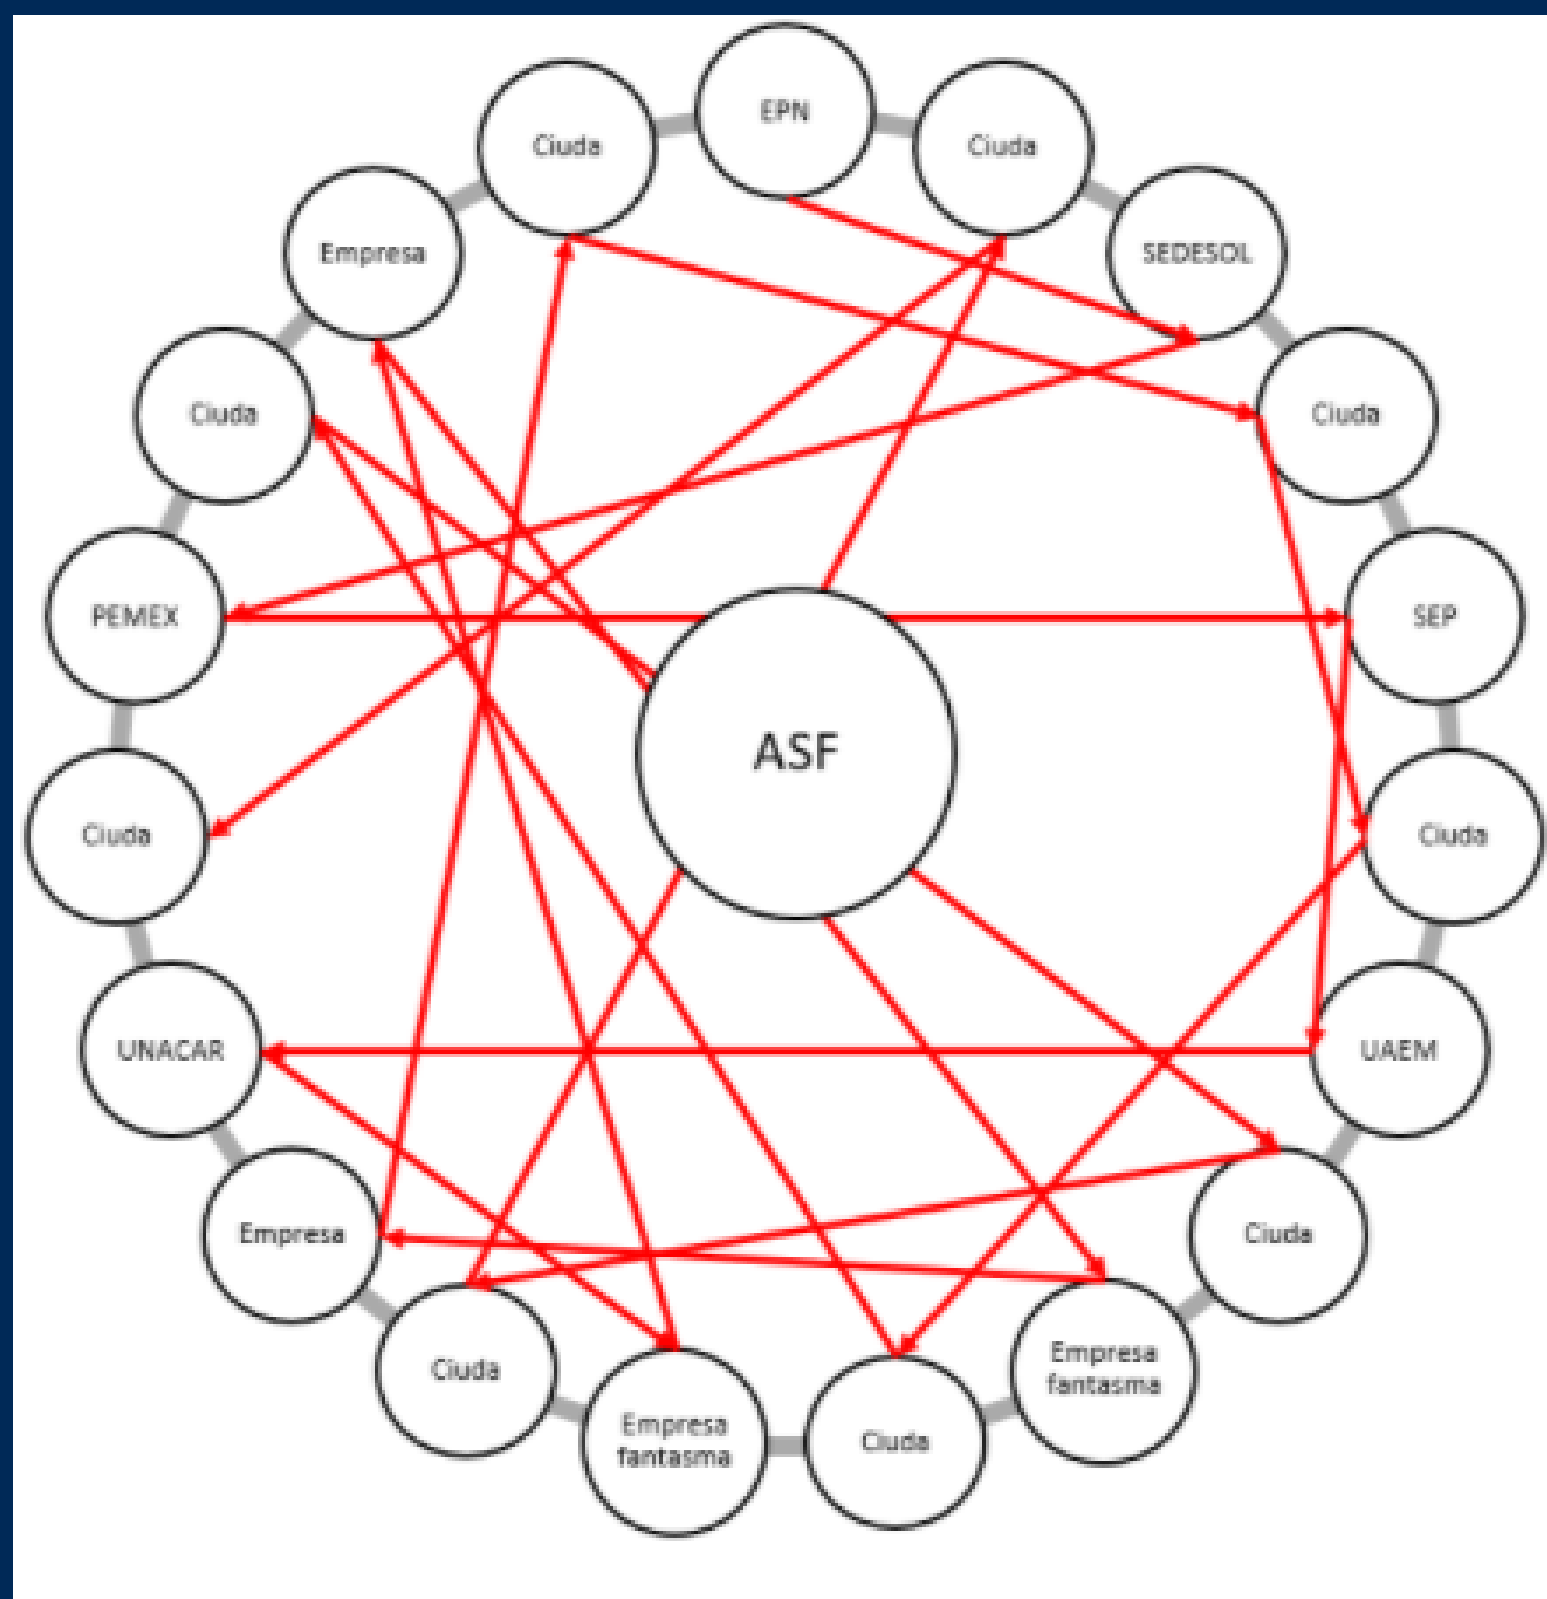 EPN
Ciuda
Ciuda
SEDESOL
Empresa
Ciuda
Ciuda
PEMEX
SEP
ASF
Ciuda
Ciuda
UNACAR
UAEM
Empresa
Ciuda
Ciuda
Empresa
fantasma
Empresa
fantasma
Ciuda